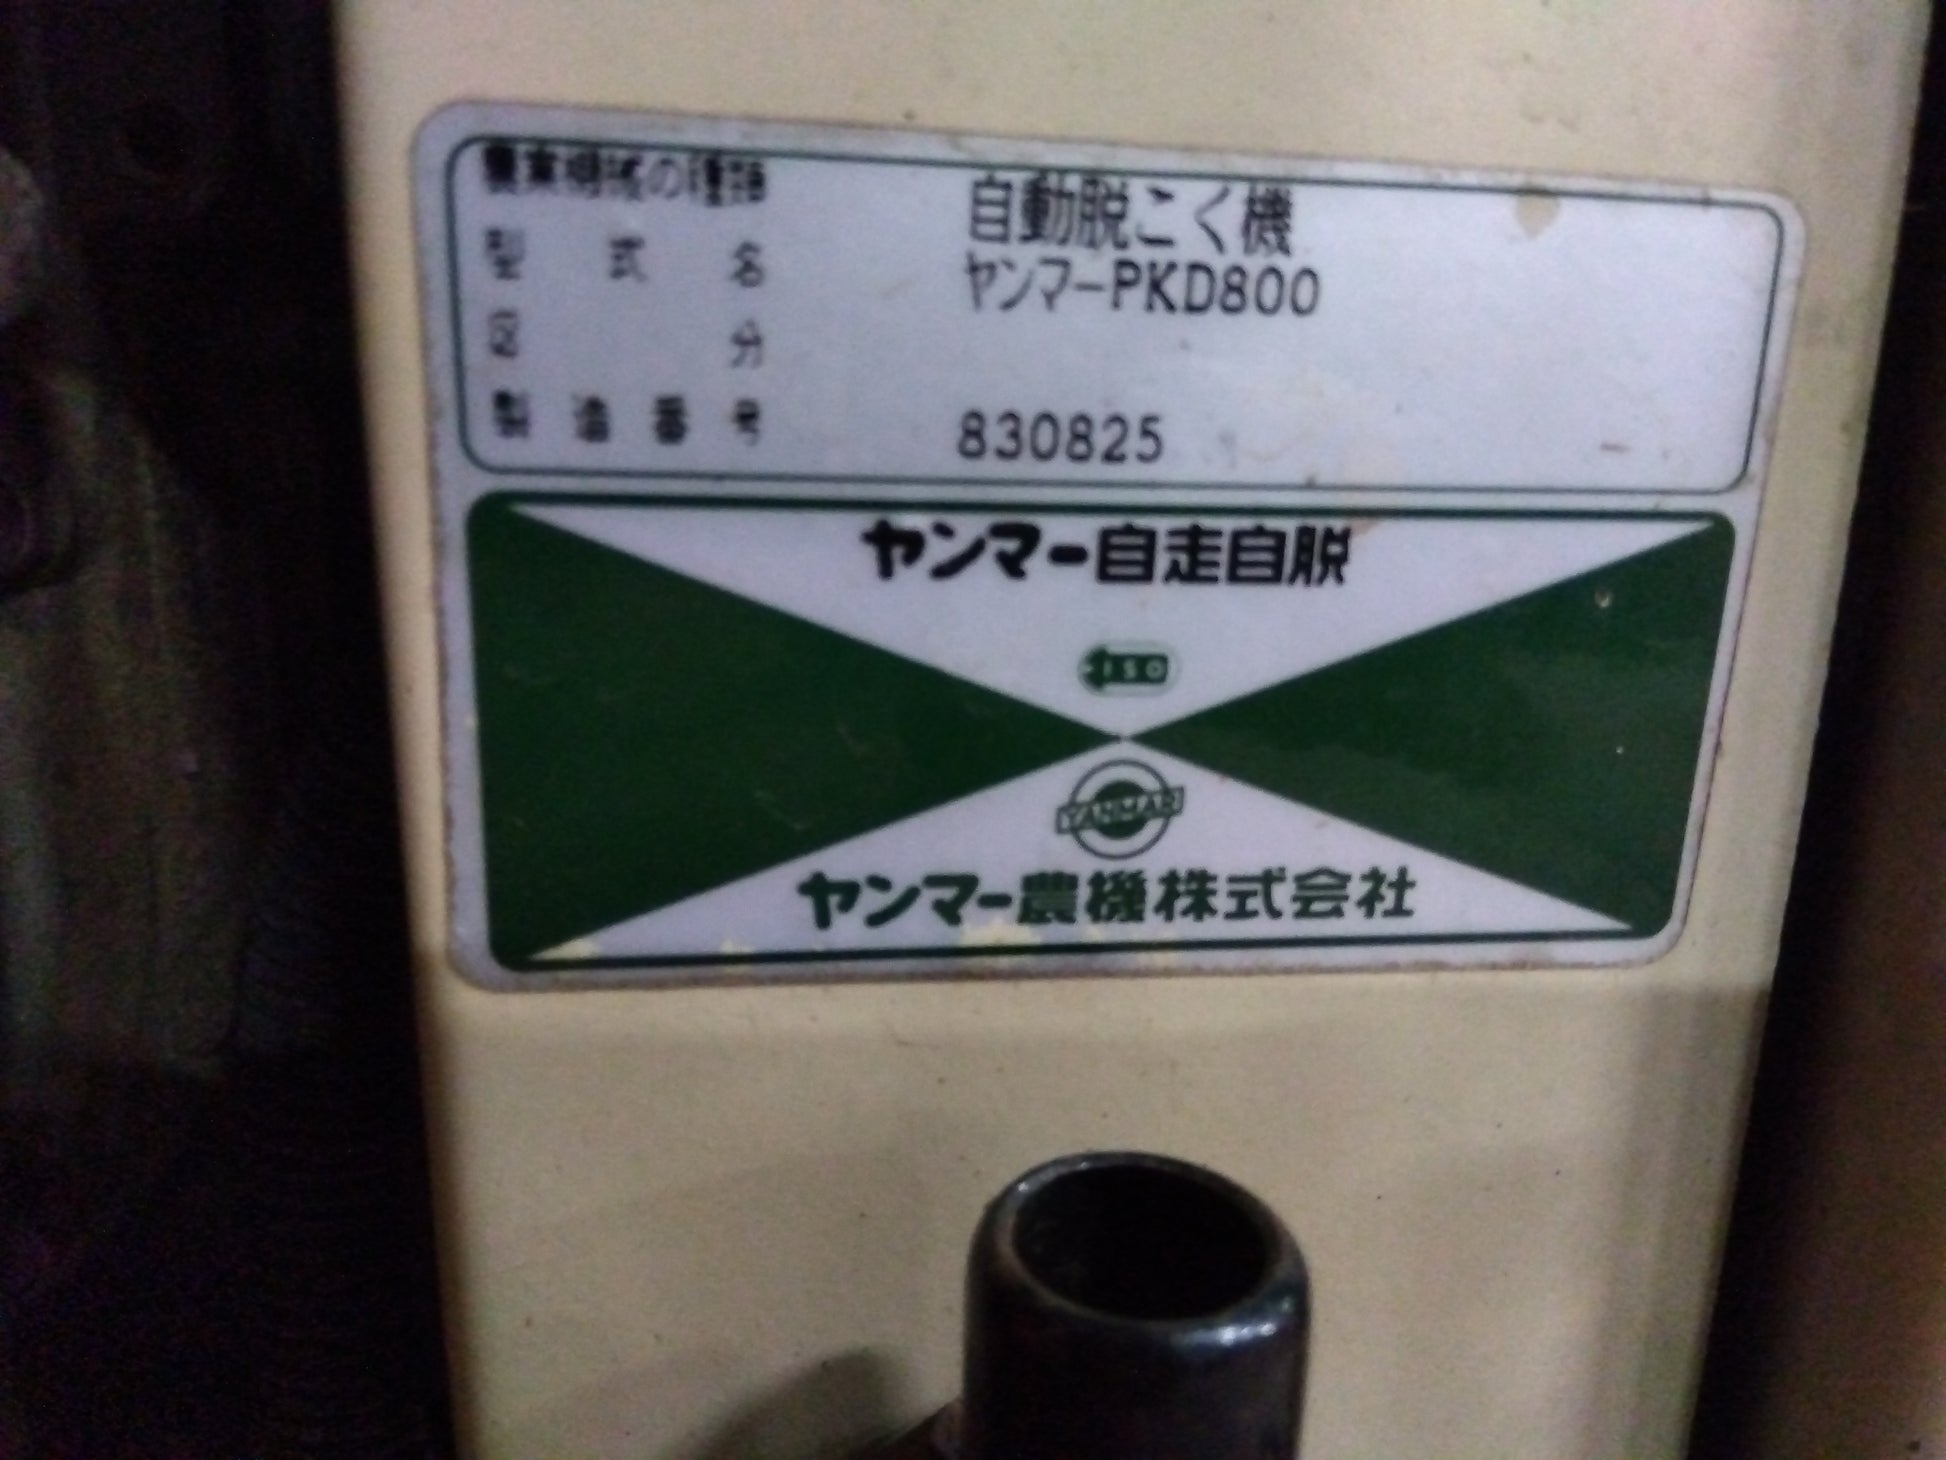 農業機械の種類 自動脱こく機
型式名 ヤンマーPKD800
区分
製造番号 830825
ヤンマー自走自脱
ISO
YANMAR
ヤンマー農機株式会社